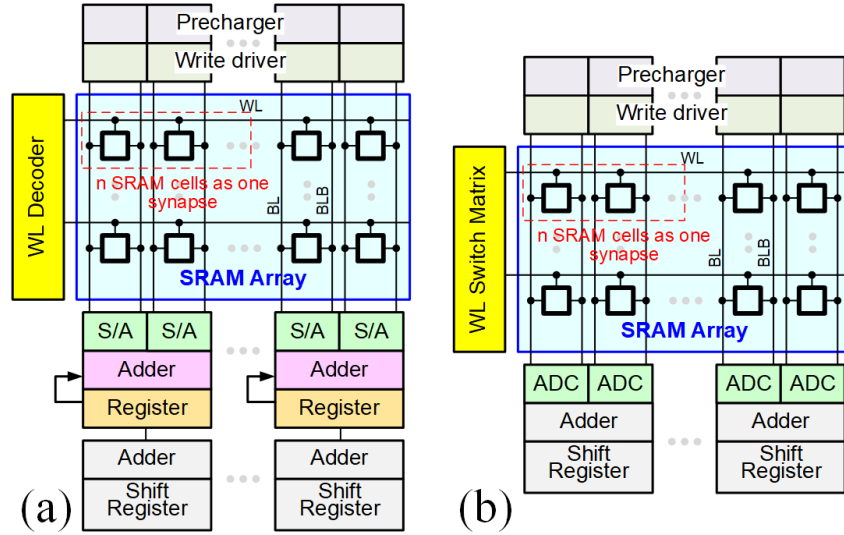 Precharger
Write driver
WL Decoder
WL
n SRAM cells as one
synapse
BL
BLB
SRAM Array
S/A
S/A
S/A
S/A
Adder
Adder
Register
Register
Adder
Adder
Shift
Register
Shift
Register
(a)
Precharger
Write driver
WL Switch Matrix
WL
n SRAM cells as one
synapse
BL
BLB
SRAM Array
ADC
ADC
ADC
ADC
Adder
Adder
Shift
Register
Shift
Register
(b)